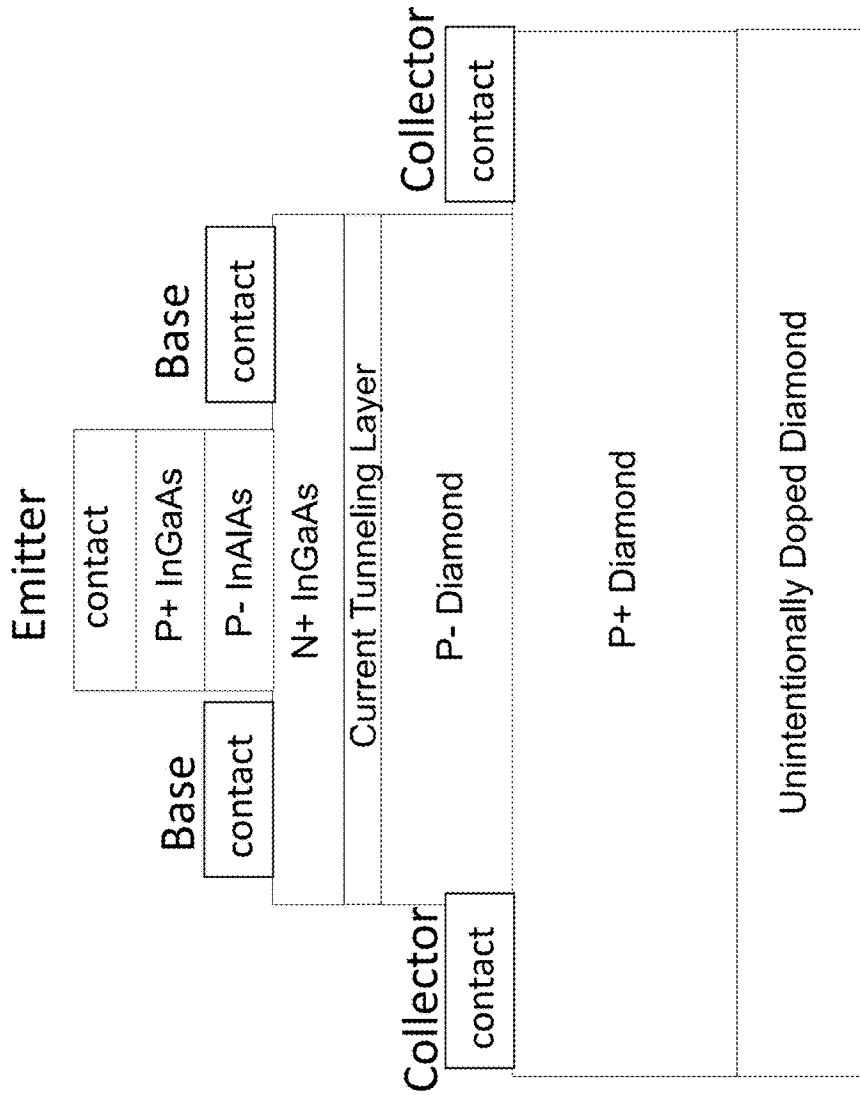 Emitter
contact
P+ InGaAs
P- InAlAs
Base
contact
Base
contact
N+ InGaAs
Current Tunneling Layer
P- Diamond
Collector
contact
Collector
contact
P+ Diamond
Unintentionally Doped Diamond